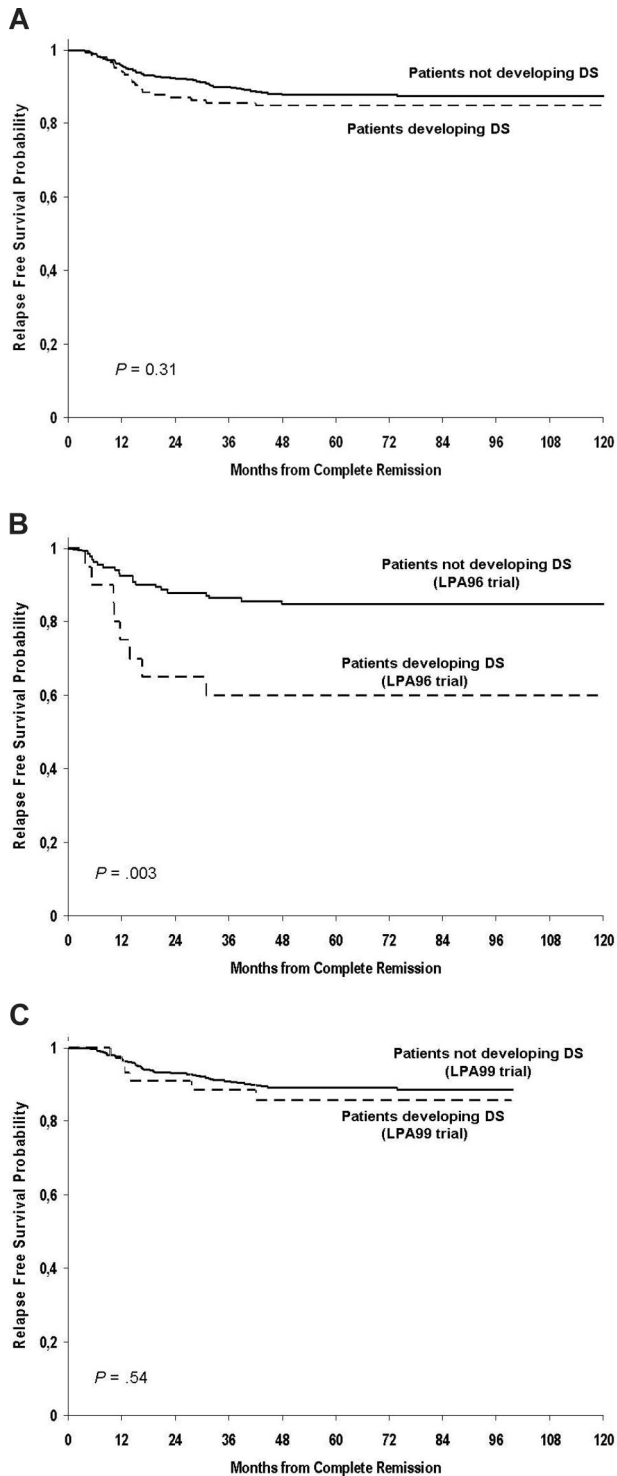 A
Relapse Free Survival Probability
1
0,8
0,6
0,4
0,2
0
Patients not developing DS
Patients developing DS
P = 0.31
0 12 24 36 48 60 72 84 96 108 120
Months from Complete Remission
B
Relapse Free Survival Probability
1
0,8
0,6
0,4
0,2
0
Patients not developing DS
(LPA96 trial)
Patients developing DS
(LPA96 trial)
P = .003
0 12 24 36 48 60 72 84 96 108 120
Months from Complete Remission
C
Relapse Free Survival Probability
1
0,8
0,6
0,4
0,2
0
Patients not developing DS
(LPA99 trial)
Patients developing DS
(LPA99 trial)
P = .54
0 12 24 36 48 60 72 84 96 108 120
Months from Complete Remission